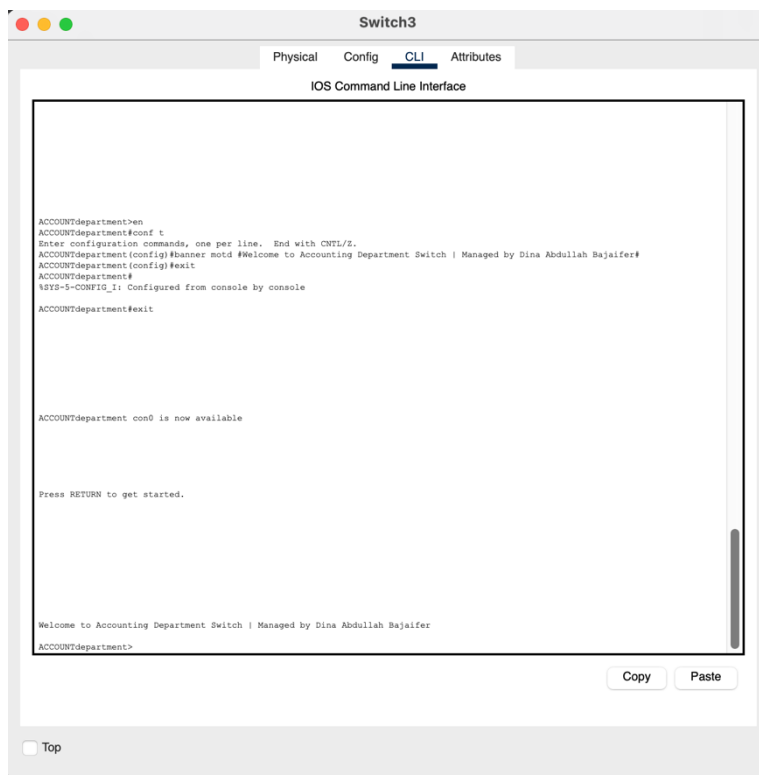 Switch3
Physical Config CLI Attributes
IOS Command Line Interface
ACCOUNTdepartment>en
ACCOUNTdepartment#conf t
Enter configuration commands, one per line.  End with CNTL/Z.
ACCOUNTdepartment(config)#banner motd #Welcome to Accounting Department Switch | Managed by Dina Abdullah Bajaifer#
ACCOUNTdepartment(config)#exit
ACCOUNTdepartment#
%SYS-5-CONFIG_I: Configured from console by console
ACCOUNTdepartment#exit
ACCOUNTdepartment con0 is now available
Press RETURN to get started.
Welcome to Accounting Department Switch | Managed by Dina Abdullah Bajaifer
ACCOUNTdepartment>
Copy Paste
Top